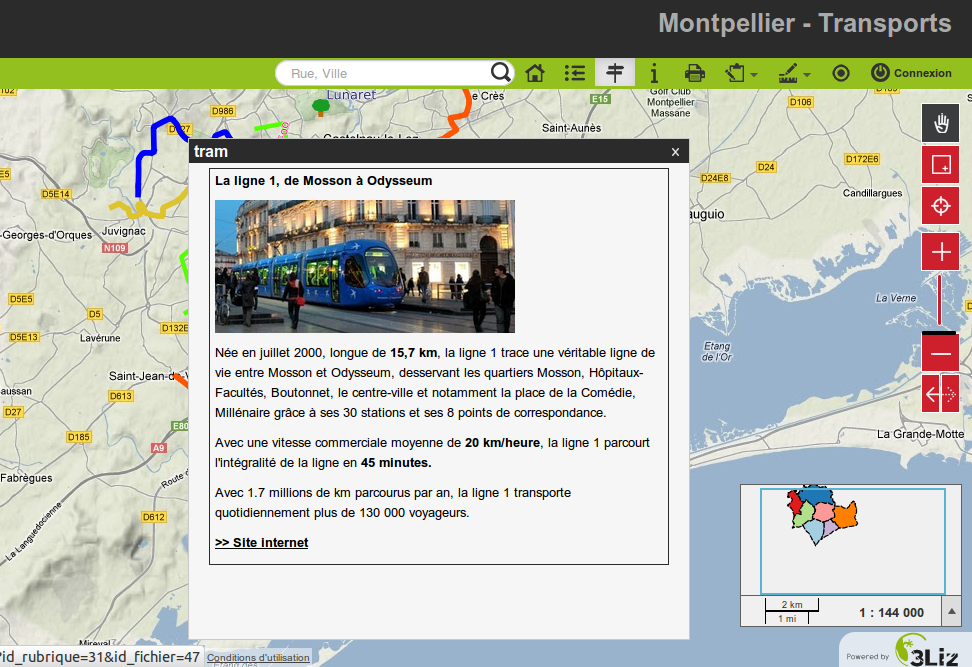 Montpellier - Transports
Rue, Ville
Connexion
Lunaret
e Crès
E15
Golf Club
Montpellier
Massane
D106
D986
Saint-Aunès
D24
D172E6
D24E8
Candillargues
auguio
D5E14
-Georges-d'Orques
Juvignac
N109
D5E5
D5
D132E
D5E13
Lavérune
Saint-Jean-d
D613
aussan
D27
E80
D185
A9
Fabrègues
Route d
D612
La Languedocienne
tram
x
La ligne 1, de Mosson à Odysseum
Née en juillet 2000, longue de 15,7 km, la ligne 1 trace une véritable ligne de
vie entre Mosson et Odysseum, desservant les quartiers Mosson, Hôpitaux-
Facultés, Boutonnet, le centre-ville et notamment la place de la Comédie,
Millénaire grâce à ses 30 stations et ses 8 points de correspondance.
Avec une vitesse commerciale moyenne de 20 km/heure, la ligne 1 parcourt
l'intégralité de la ligne en 45 minutes.
Avec 1.7 millions de km parcourus par an, la ligne 1 transporte
quotidiennement plus de 130 000 voyageurs.
>> Site internet
La Verne
Etang
de l'Or
La Grande-Motte
2 km
1 mi
1 : 144 000
?id_rubrique=31&id_fichier=47
Conditions d'utilisation
Powered by
3Liz